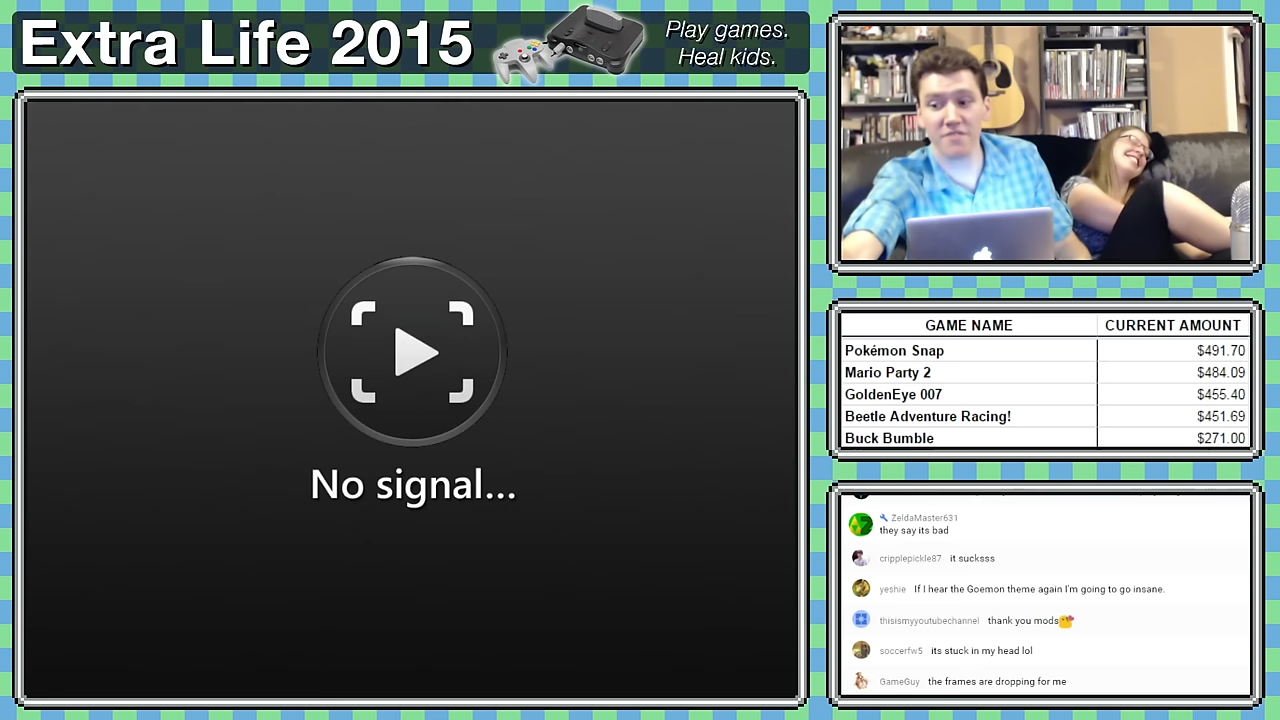 Extra Life 2015
Play games.
Heal kids.
No signal...
GAME NAME CURRENT AMOUNT
Pokémon Snap $491.70
Mario Party 2 $484.09
GoldenEye 007 $455.40
Beetle Adventure Racing! $451.69
Buck Bumble $271.00
ZeldaMaster631
they say its bad
cripplepickle87 it sucksss
yeshie If I hear the Goemon theme again I'm going to go insane.
thisismyyoutubechannel thank you mods
soccerfw5 its stuck in my head lol
GameGuy the frames are dropping for me